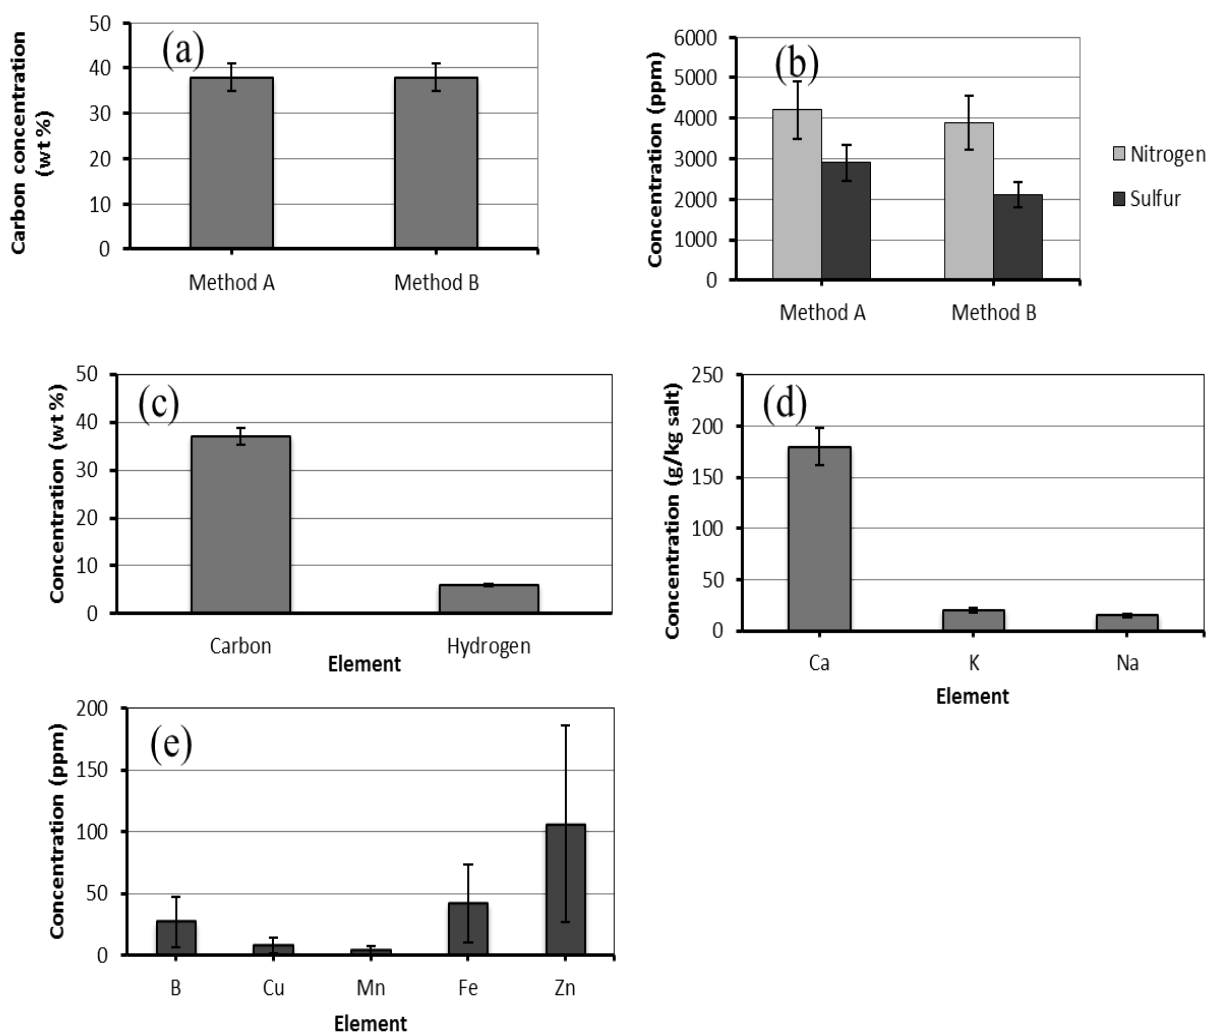 (a)
Carbon concentration
(wt %)
50
40
30
20
10
0
Method A Method B
(b)
Concentration (ppm)
6000
5000
4000
3000
2000
1000
0
Method A Method B
Nitrogen
Sulfur
(c)
Concentration (wt %)
50
40
30
20
10
0
Carbon Hydrogen
Element
(d)
Concentration (g/kg salt)
250
200
150
100
50
0
Ca K Na
Element
(e)
Concentration (ppm)
200
150
100
50
0
B Cu Mn Fe Zn
Element